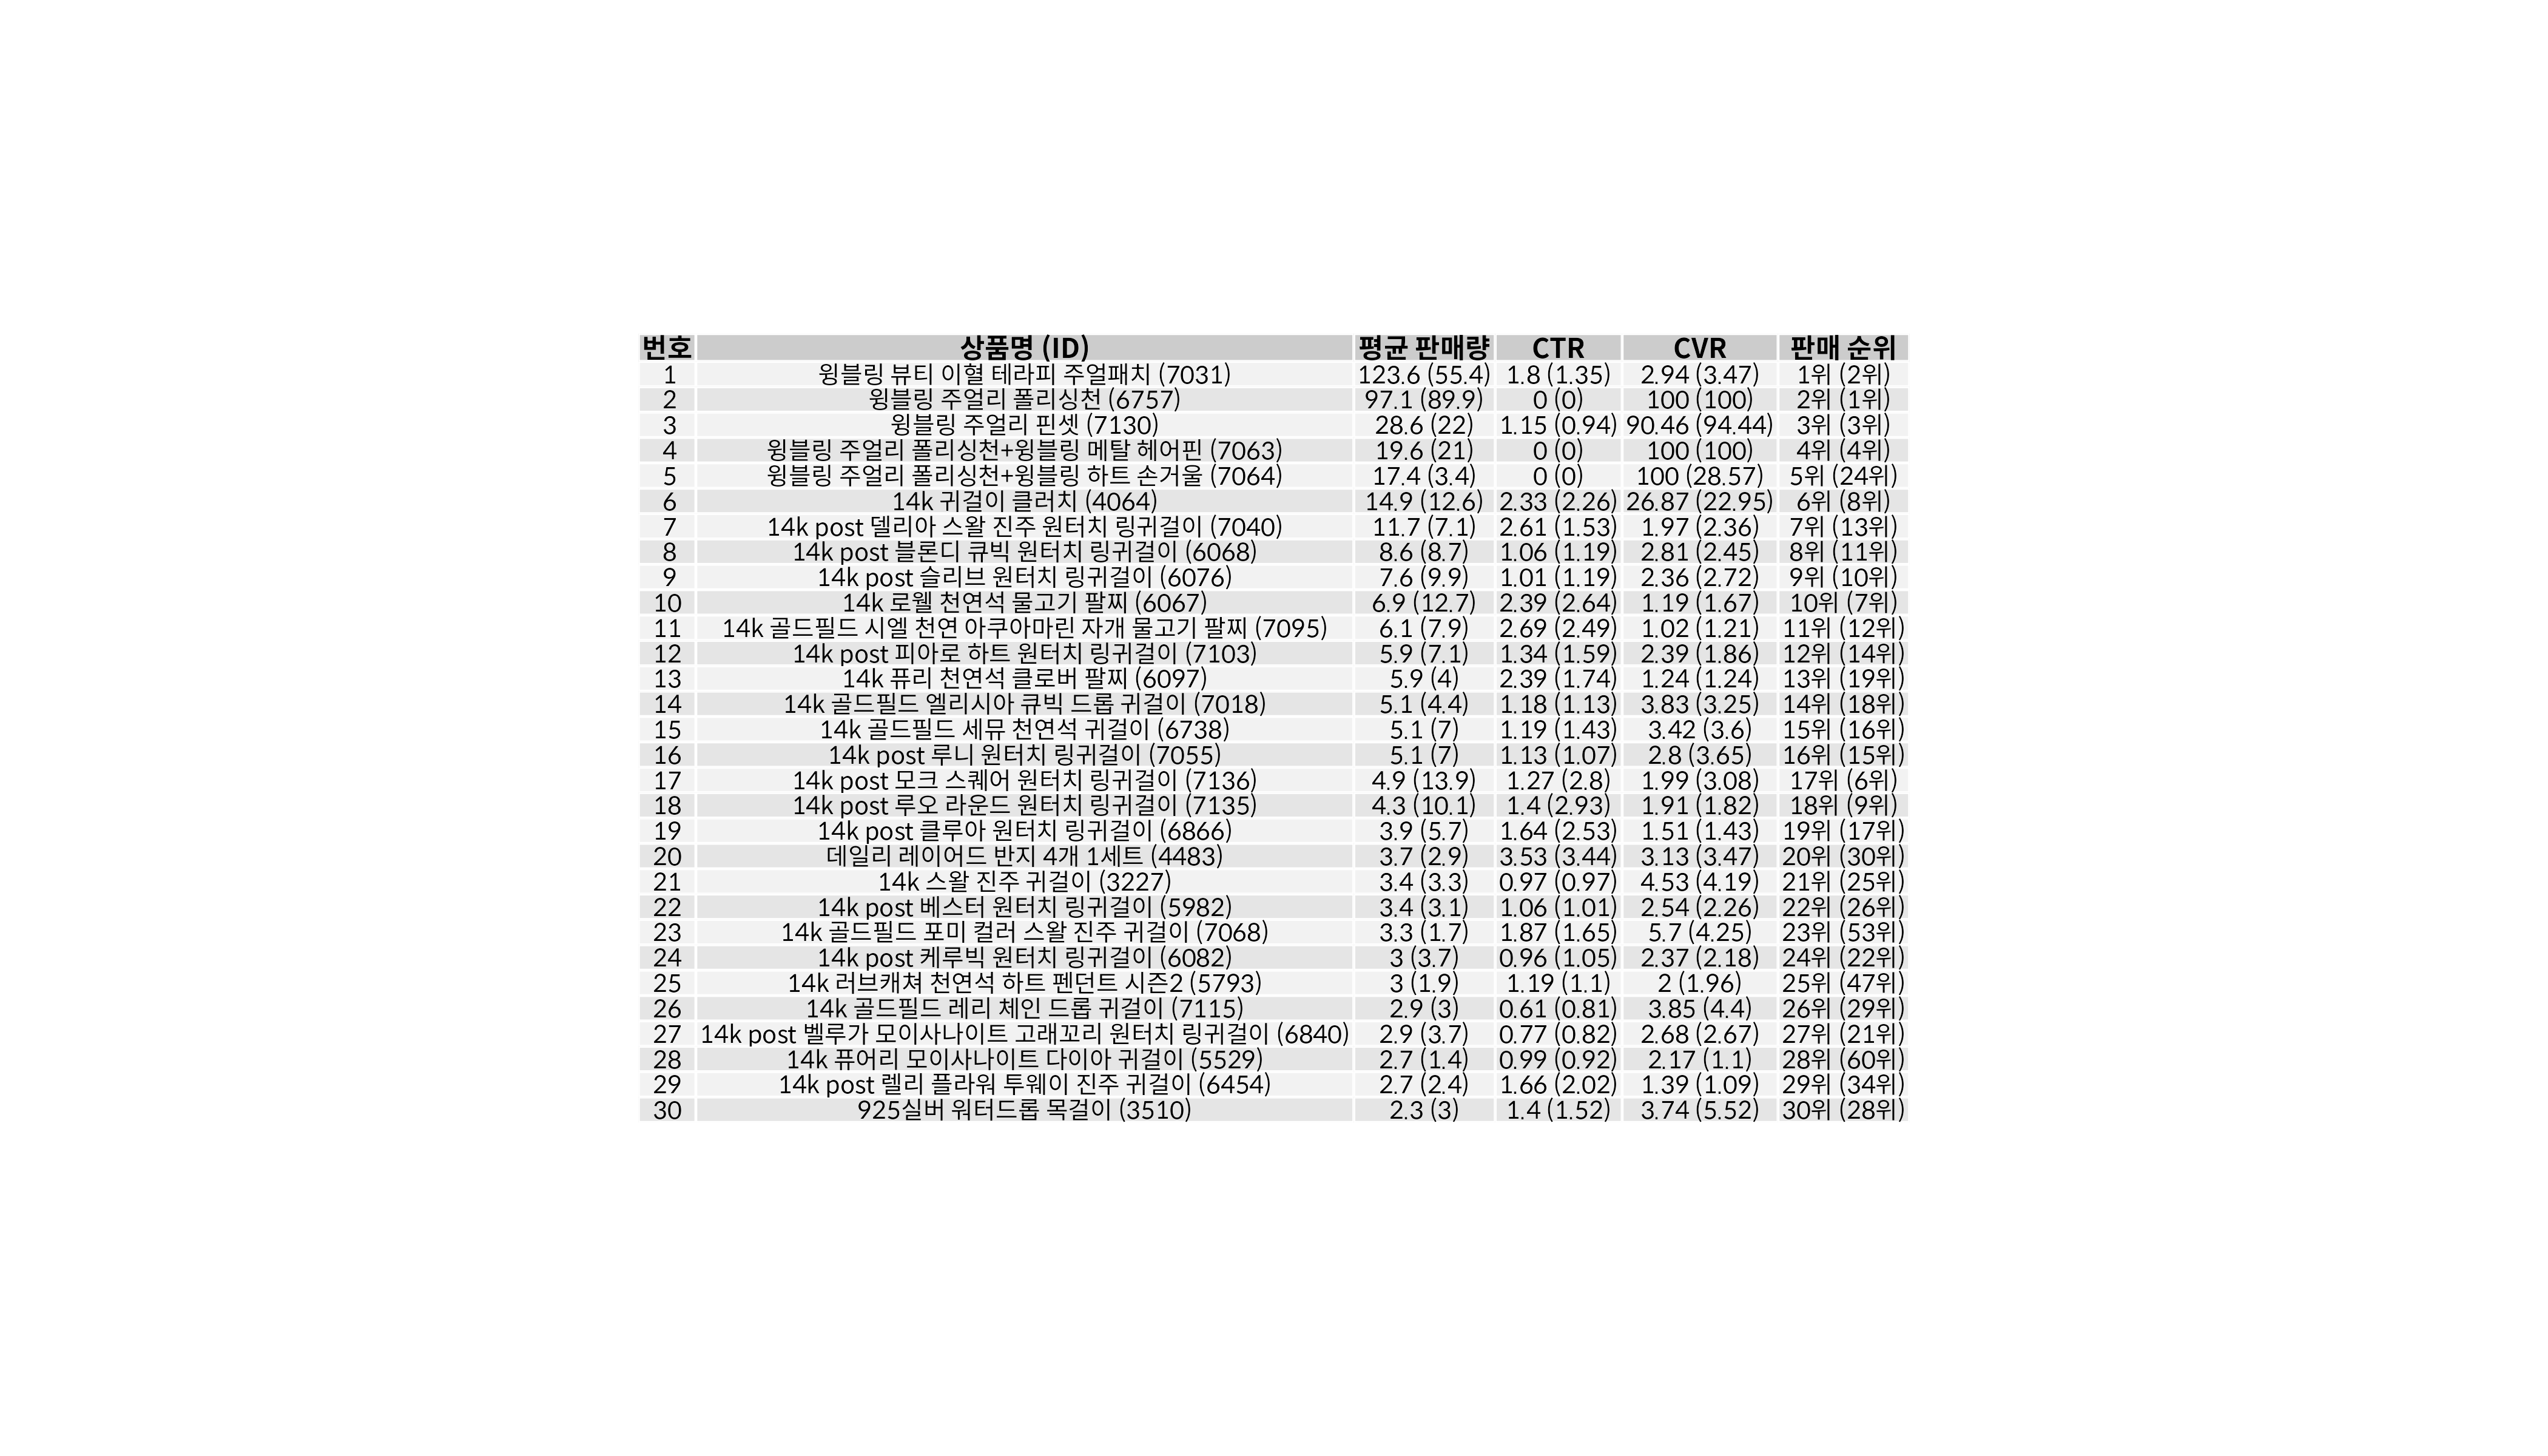 번호 상품명 (ID) 평균 판매량 CTR CVR 판매 순위
1 윙블링 뷰티 이혈 테라피 주얼패치 (7031) 123.6 (55.4) 1.8 (1.35) 2.94 (3.47) 1위 (2위)
2 윙블링 주얼리 폴리싱천 (6757) 97.1 (89.9) 0 (0) 100 (100) 2위 (1위)
3 윙블링 주얼리 핀셋 (7130) 28.6 (22) 1.15 (0.94) 90.46 (94.44) 3위 (3위)
4 윙블링 주얼리 폴리싱천+윙블링 메탈 헤어핀 (7063) 19.6 (21) 0 (0) 100 (100) 4위 (4위)
5 윙블링 주얼리 폴리싱천+윙블링 하트 손거울 (7064) 17.4 (3.4) 0 (0) 100 (28.57) 5위 (24위)
6 14k 귀걸이 클러치 (4064) 14.9 (12.6) 2.33 (2.26) 26.87 (22.95) 6위 (8위)
7 14k post 델리아 스왈 진주 원터치 링귀걸이 (7040) 11.7 (7.1) 2.61 (1.53) 1.97 (2.36) 7위 (13위)
8 14k post 블론디 큐빅 원터치 링귀걸이 (6068) 8.6 (8.7) 1.06 (1.19) 2.81 (2.45) 8위 (11위)
9 14k post 슬리브 원터치 링귀걸이 (6076) 7.6 (9.9) 1.01 (1.19) 2.36 (2.72) 9위 (10위)
10 14k 로웰 천연석 물고기 팔찌 (6067) 6.9 (12.7) 2.39 (2.64) 1.19 (1.67) 10위 (7위)
11 14k 골드필드 시엘 천연 아쿠아마린 자개 물고기 팔찌 (7095) 6.1 (7.9) 2.69 (2.49) 1.02 (1.21) 11위 (12위)
12 14k post 피아로 하트 원터치 링귀걸이 (7103) 5.9 (7.1) 1.34 (1.59) 2.39 (1.86) 12위 (14위)
13 14k 퓨리 천연석 클로버 팔찌 (6097) 5.9 (4) 2.39 (1.74) 1.24 (1.24) 13위 (19위)
14 14k 골드필드 엘리시아 큐빅 드롭 귀걸이 (7018) 5.1 (4.4) 1.18 (1.13) 3.83 (3.25) 14위 (18위)
15 14k 골드필드 세뮤 천연석 귀걸이 (6738) 5.1 (7) 1.19 (1.43) 3.42 (3.6) 15위 (16위)
16 14k post 루니 원터치 링귀걸이 (7055) 5.1 (7) 1.13 (1.07) 2.8 (3.65) 16위 (15위)
17 14k post 모크 스퀘어 원터치 링귀걸이 (7136) 4.9 (13.9) 1.27 (2.8) 1.99 (3.08) 17위 (6위)
18 14k post 루오 라운드 원터치 링귀걸이 (7135) 4.3 (10.1) 1.4 (2.93) 1.91 (1.82) 18위 (9위)
19 14k post 클루아 원터치 링귀걸이 (6866) 3.9 (5.7) 1.64 (2.53) 1.51 (1.43) 19위 (17위)
20 데일리 레이어드 반지 4개 1세트 (4483) 3.7 (2.9) 3.53 (3.44) 3.13 (3.47) 20위 (30위)
21 14k 스왈 진주 귀걸이 (3227) 3.4 (3.3) 0.97 (0.97) 4.53 (4.19) 21위 (25위)
22 14k post 베스터 원터치 링귀걸이 (5982) 3.4 (3.1) 1.06 (1.01) 2.54 (2.26) 22위 (26위)
23 14k 골드필드 포미 컬러 스왈 진주 귀걸이 (7068) 3.3 (1.7) 1.87 (1.65) 5.7 (4.25) 23위 (53위)
24 14k post 케루빅 원터치 링귀걸이 (6082) 3 (3.7) 0.96 (1.05) 2.37 (2.18) 24위 (22위)
25 14k 러브캐쳐 천연석 하트 펜던트 시즌2 (5793) 3 (1.9) 1.19 (1.1) 2 (1.96) 25위 (47위)
26 14k 골드필드 레리 체인 드롭 귀걸이 (7115) 2.9 (3) 0.61 (0.81) 3.85 (4.4) 26위 (29위)
27 14k post 벨루가 모이사나이트 고래꼬리 원터치 링귀걸이 (6840) 2.9 (3.7) 0.77 (0.82) 2.68 (2.67) 27위 (21위)
28 14k 퓨어리 모이사나이트 다이아 귀걸이 (5529) 2.7 (1.4) 0.99 (0.92) 2.17 (1.1) 28위 (60위)
29 14k post 렐리 플라워 투웨이 진주 귀걸이 (6454) 2.7 (2.4) 1.66 (2.02) 1.39 (1.09) 29위 (34위)
30 925실버 워터드롭 목걸이 (3510) 2.3 (3) 1.4 (1.52) 3.74 (5.52) 30위 (28위)